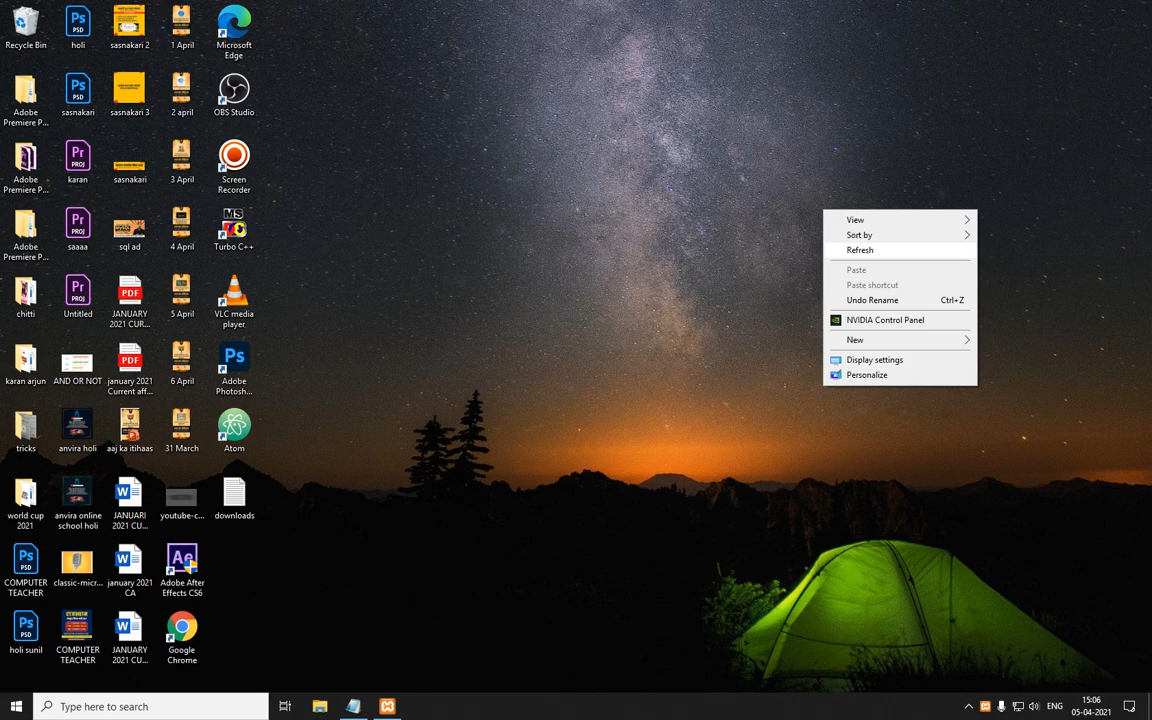 Recycle Bin
holi
sasnakari 2
1 April
Microsoft
Edge
Adobe
Premiere P...
sasnakari
sasnakari 3
2 april
OBS Studio
Adobe
Premiere P...
karan
sasnakari
3 April
Screen
Recorder
Adobe
Premiere P...
saaaa
sql ad
4 April
Turbo C++
chitti
Untitled
JANUARY
2021 CUR...
5 April
VLC media
player
karan arjun
AND OR NOT
january 2021
Current aff...
6 April
Adobe
Photosh...
tricks
anvira holi
aaj ka itihaas
31 March
Atom
world cup
2021
anvira online
school holi
JANUARI
2021 CU...
youtube-c...
downloads
COMPUTER
TEACHER
classic-micr...
january 2021
CA
Adobe After
Effects CS6
holi sunil
COMPUTER
TEACHER
JANUARY
2021 CU...
Google
Chrome
View
Sort by
Refresh
Paste
Paste shortcut
Undo Rename Ctrl+Z
NVIDIA Control Panel
New
Display settings
Personalize
Type here to search
ENG
15:06
05-04-2021